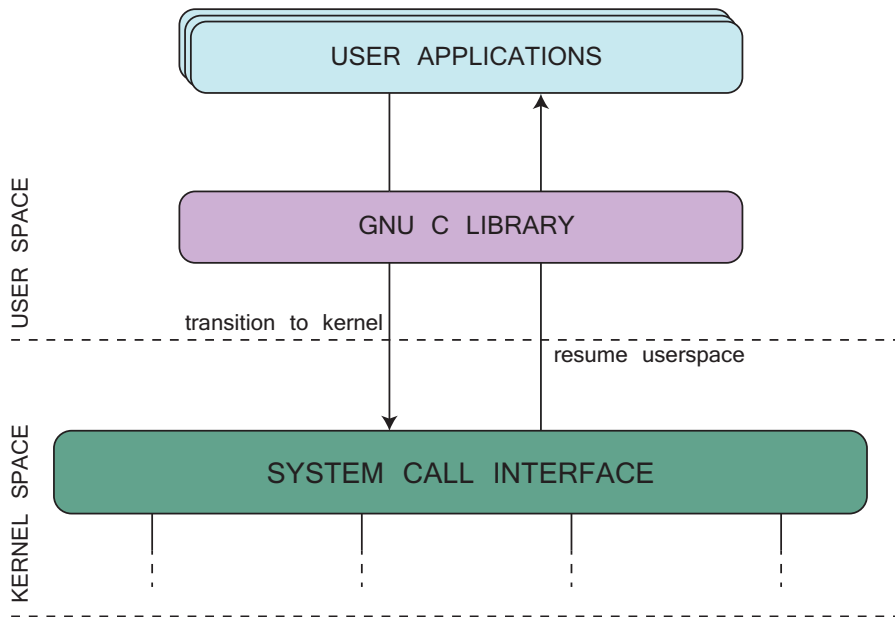 USER APPLICATIONS
USER SPACE
GNU C LIBRARY
transition to kernel
resume userspace
KERNEL SPACE
SYSTEM CALL INTERFACE